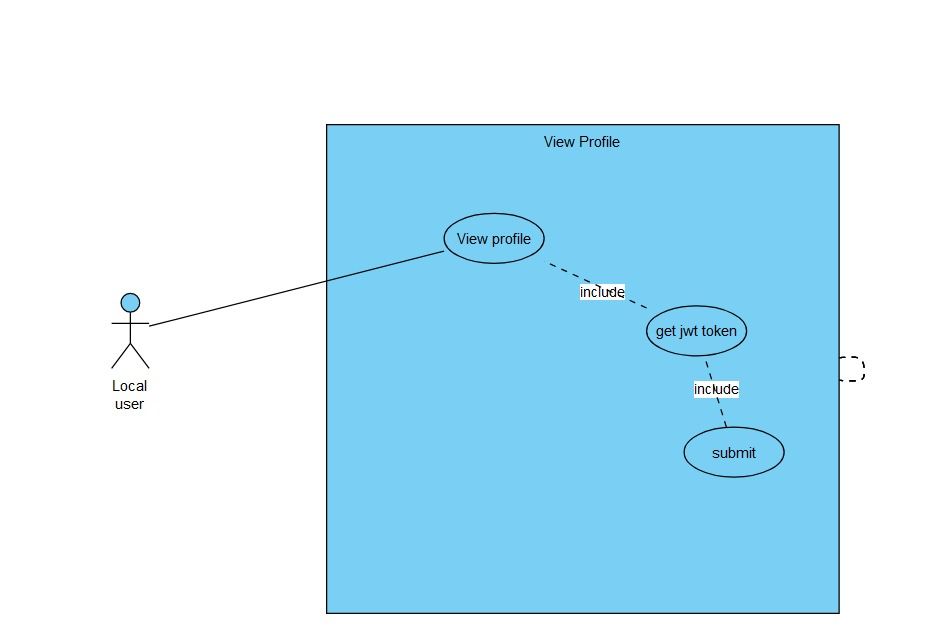 View Profile
View profile
include
get jwt token
include
submit
Local
user